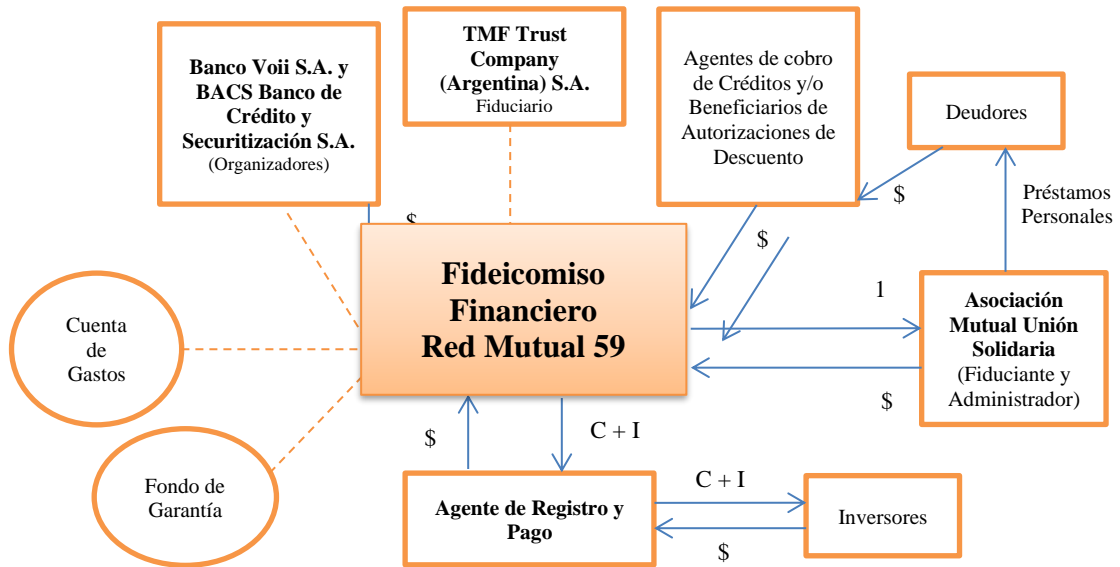 Banco Voii S.A. y
BACS Banco de
Crédito y
Securitización S.A.
(Organizadores)
TMF Trust
Company
(Argentina) S.A.
Fiduciario
Agentes de cobro
de Créditos y/o
Beneficiarios de
Autorizaciones de
Descuento
Deudores
$
Préstamos
Personales
$
Fideicomiso
Financiero
Red Mutual 59
1
Asociación
Mutual Unión
Solidaria
(Fiduciante y
Administrador)
$
Cuenta
de
Gastos
Fondo de
Garantía
$
C + I
Agente de Registro y
Pago
C + I
$
Inversores